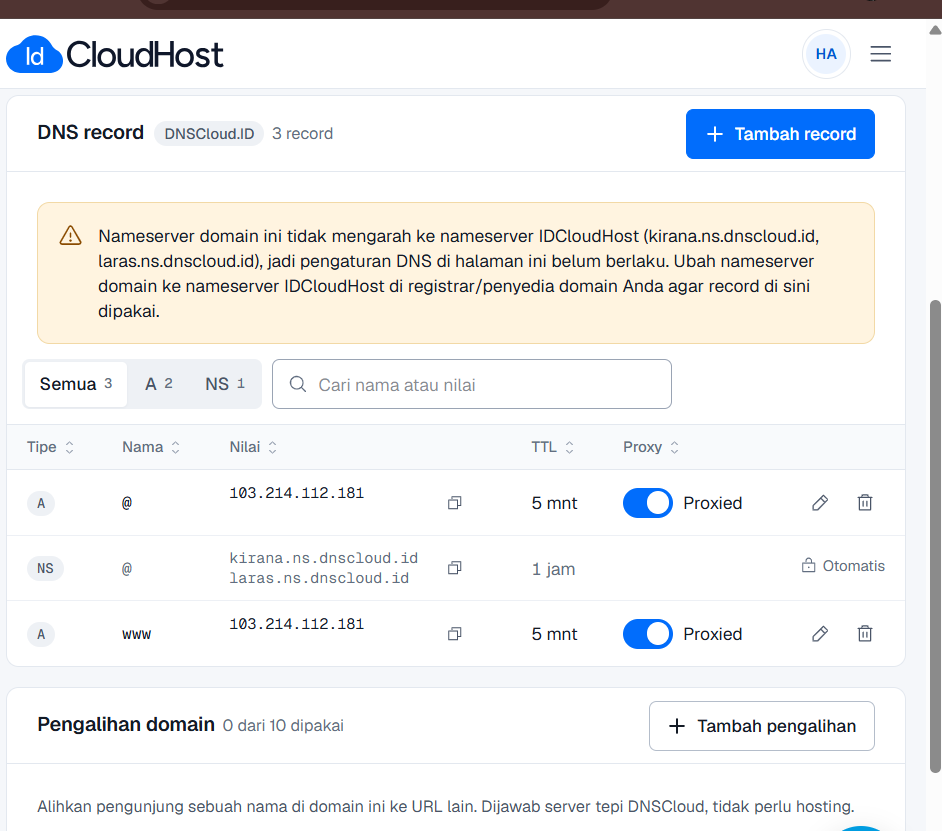 Id CloudHost
HA
DNS record DNSCloud.ID 3 record
+ Tambah record
Nameserver domain ini tidak mengarah ke nameserver IDCloudHost (kirana.ns.dnscloud.id,
laras.ns.dnscloud.id), jadi pengaturan DNS di halaman ini belum berlaku. Ubah nameserver
domain ke nameserver IDCloudHost di registrar/penyedia domain Anda agar record di sini
dipakai.
Semua 3 A 2 NS 1 Cari nama atau nilai
Tipe Nama Nilai TTL Proxy
A @ 103.214.112.181 5 mnt Proxied
NS @ kirana.ns.dnscloud.id
laras.ns.dnscloud.id 1 jam Otomatis
A www 103.214.112.181 5 mnt Proxied
Pengalihan domain 0 dari 10 dipakai
+ Tambah pengalihan
Alihkan pengunjung sebuah nama di domain ini ke URL lain. Dijawab server tepi DNSCloud, tidak perlu hosting.